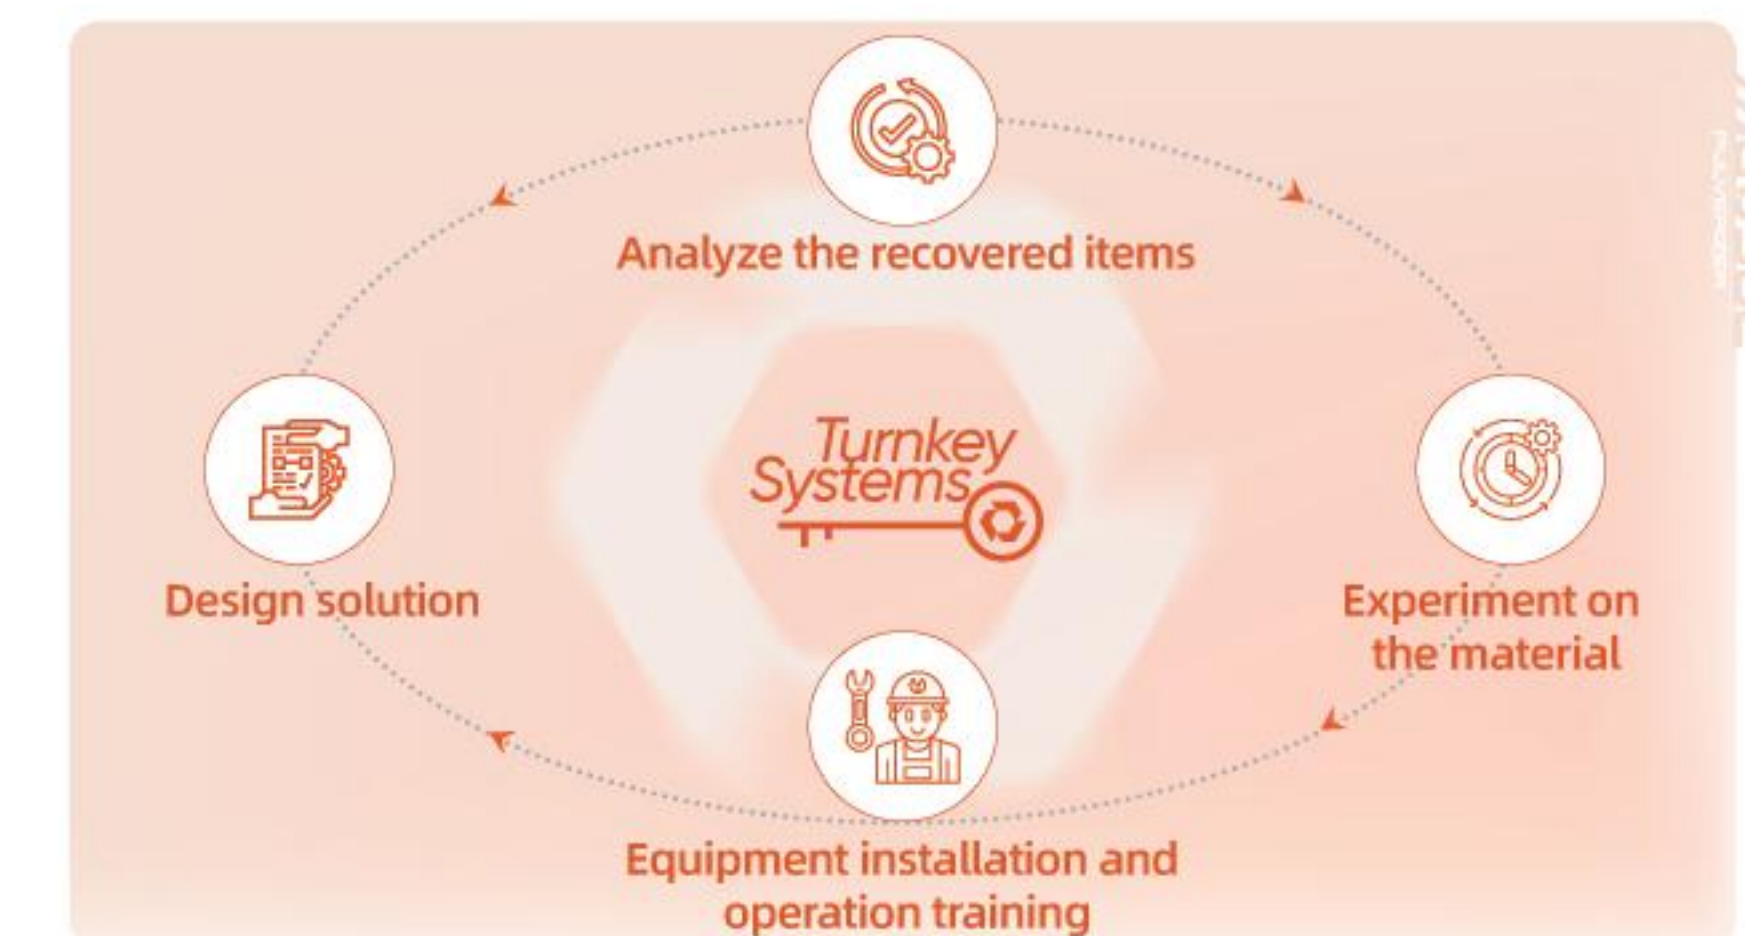 Analyze the recovered items
Turnkey
Systems
Design solution
Experiment on
the material
Equipment installation and
operation training